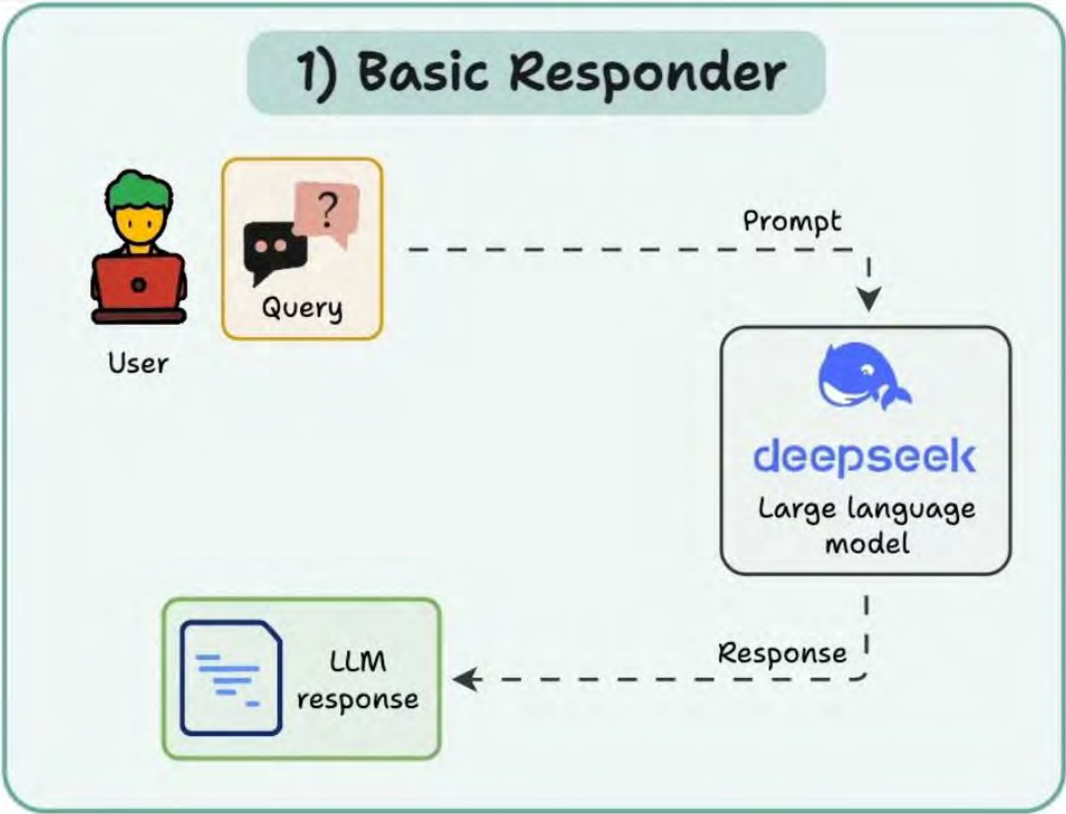 1) Basic Responder
Prompt
?
Query
User
deepseek
Large language
model
Response
LLM
response